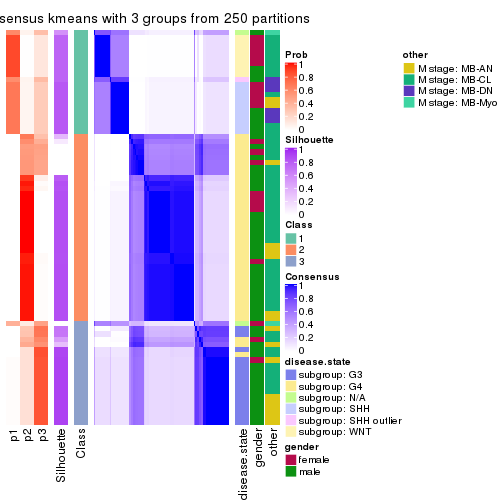 sensus kmeans with 3 groups from 250 partitions
Prob
1
0.8
0.6
0.4
0.2
0
Silhouette
1
0.8
0.6
0.4
0.2
0
Class
1
2
3
Consensus
1
0.8
0.6
0.4
0.2
0
disease.state
subgroup: G3
subgroup: G4
subgroup: N/A
subgroup: SHH
subgroup: SHH outlier
subgroup: WNT
gender
female
male
other
M stage: MB-AN
M stage: MB-CL
M stage: MB-DN
M stage: MB-Myo
p1
p2
p3
Silhouette
Class
disease.state
gender
other